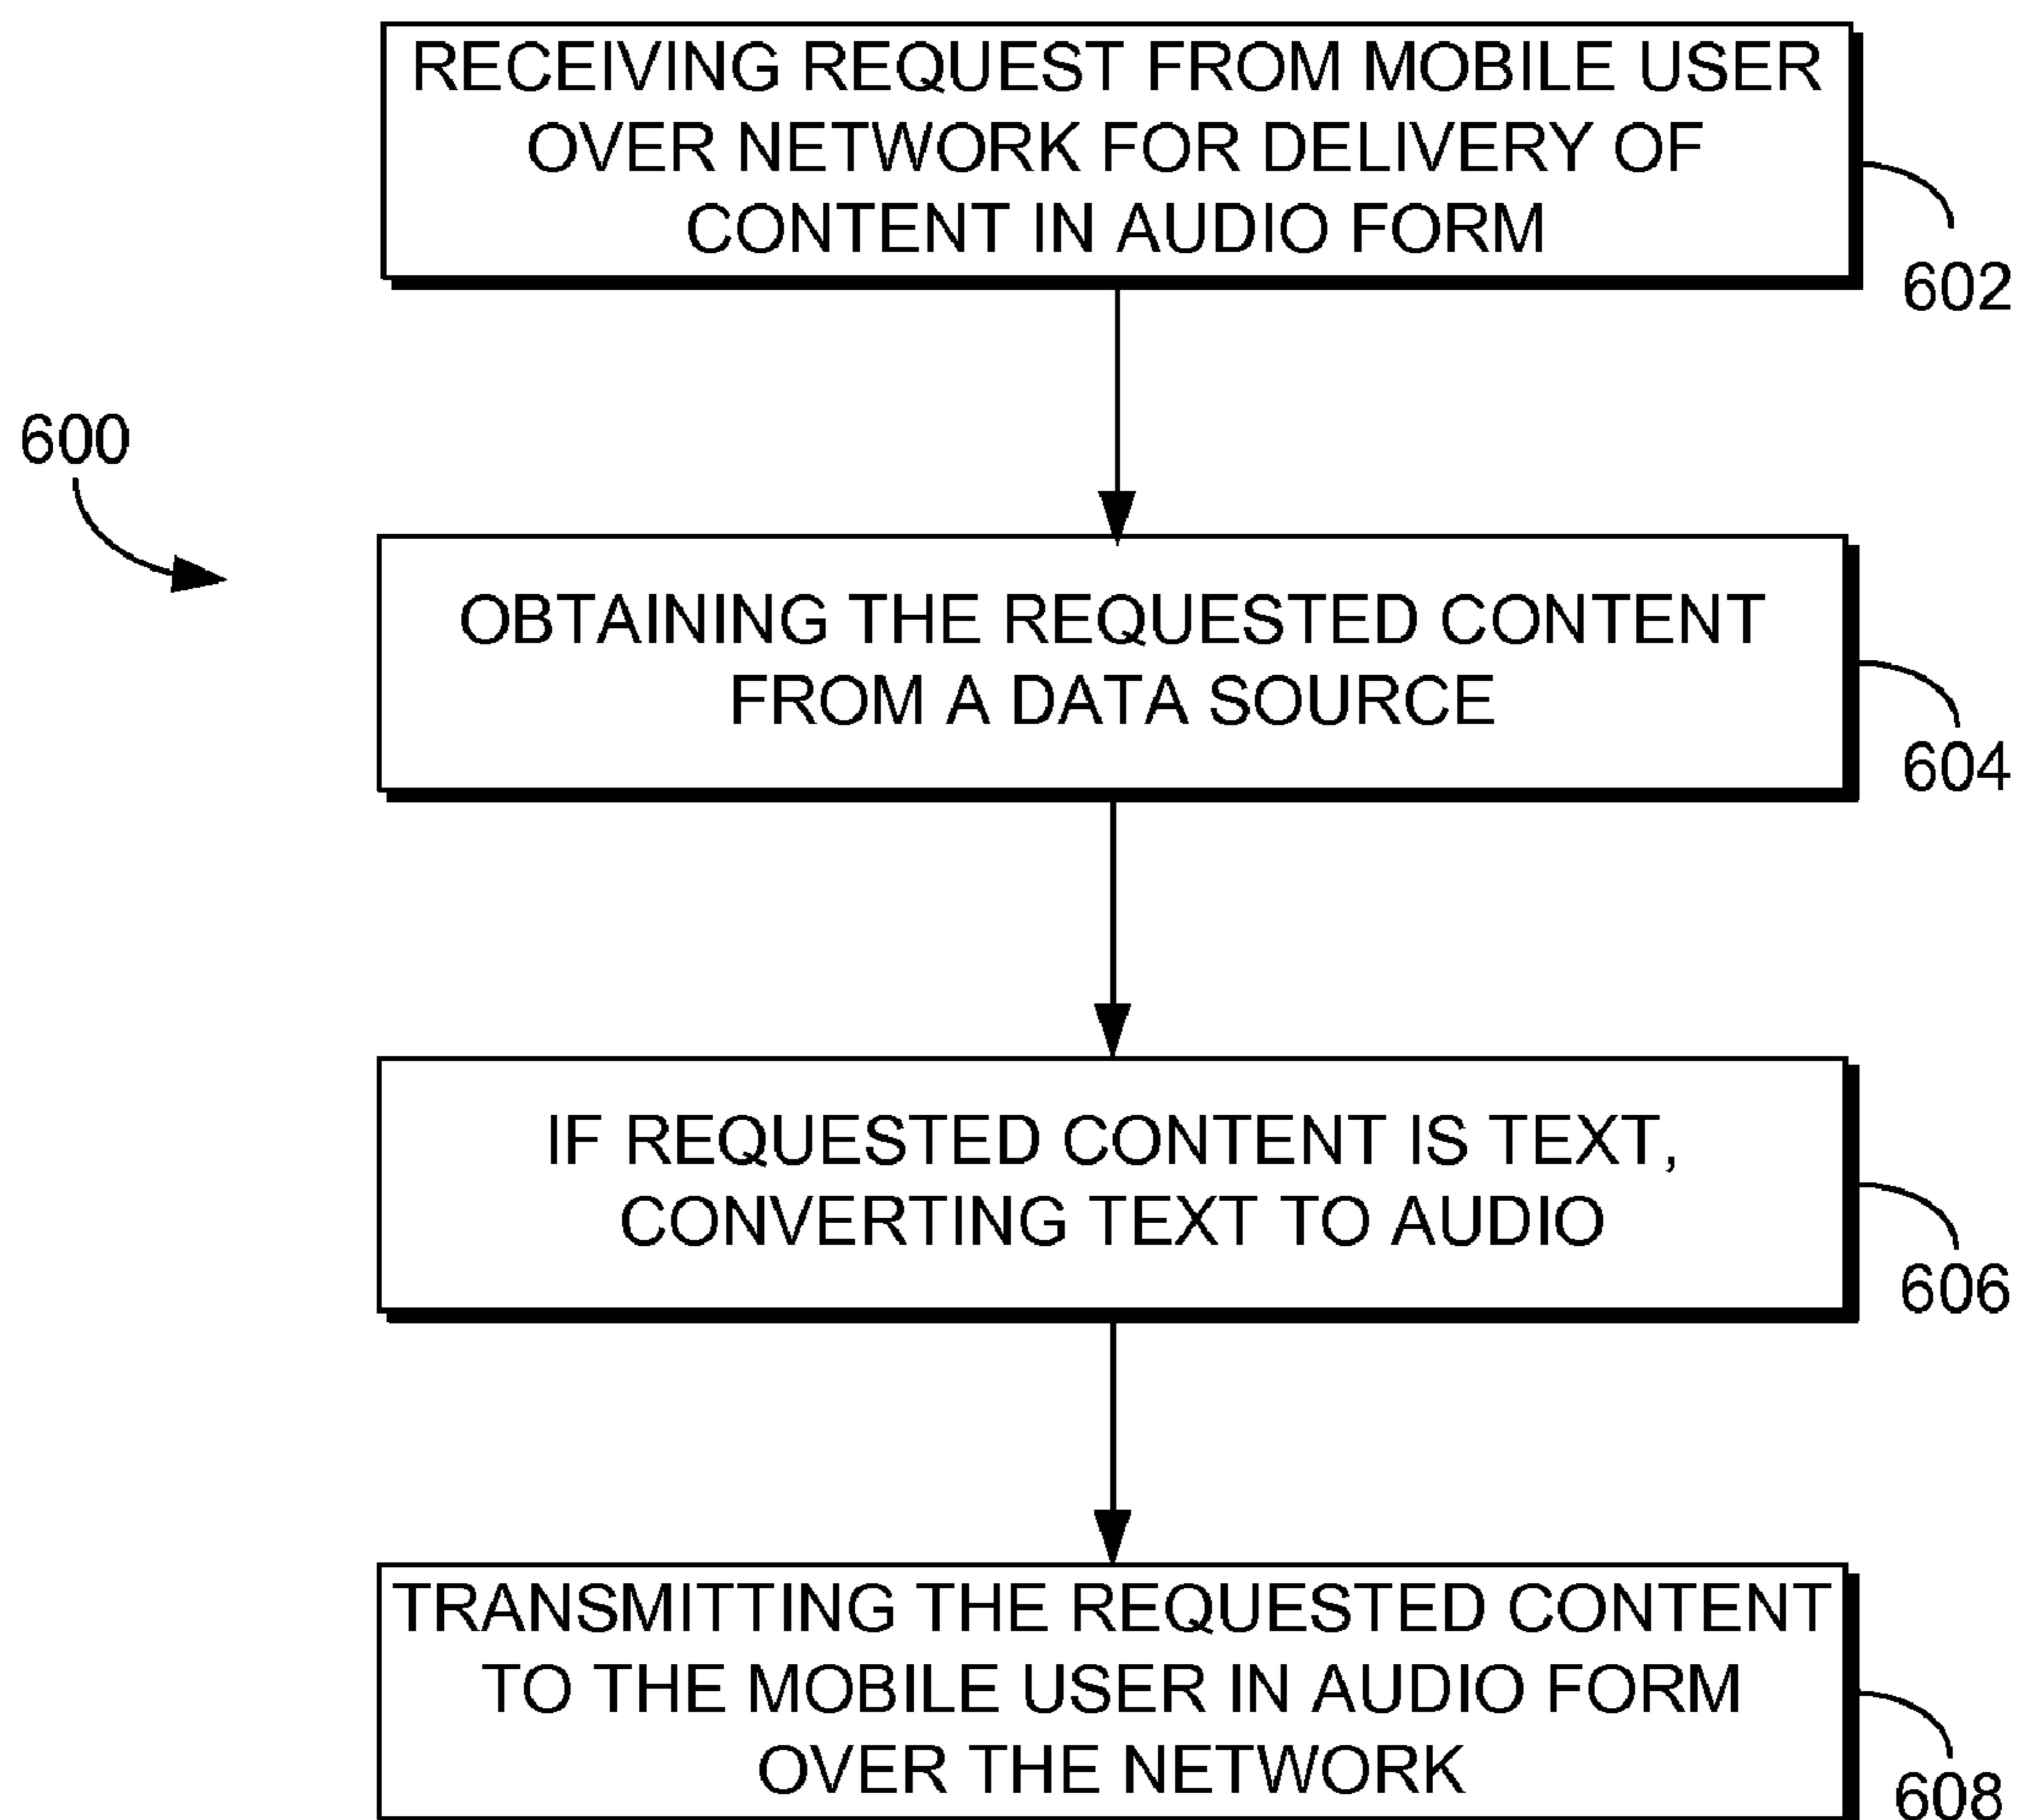 RECEIVING REQUEST FROM MOBILE USER
OVER NETWORK FOR DELIVERY OF
CONTENT IN AUDIO FORM
602
600
OBTAINING THE REQUESTED CONTENT
FROM A DATA SOURCE
604
IF REQUESTED CONTENT IS TEXT,
CONVERTING TEXT TO AUDIO
606
TRANSMITTING THE REQUESTED CONTENT
TO THE MOBILE USER IN AUDIO FORM
OVER THE NETWORK
608